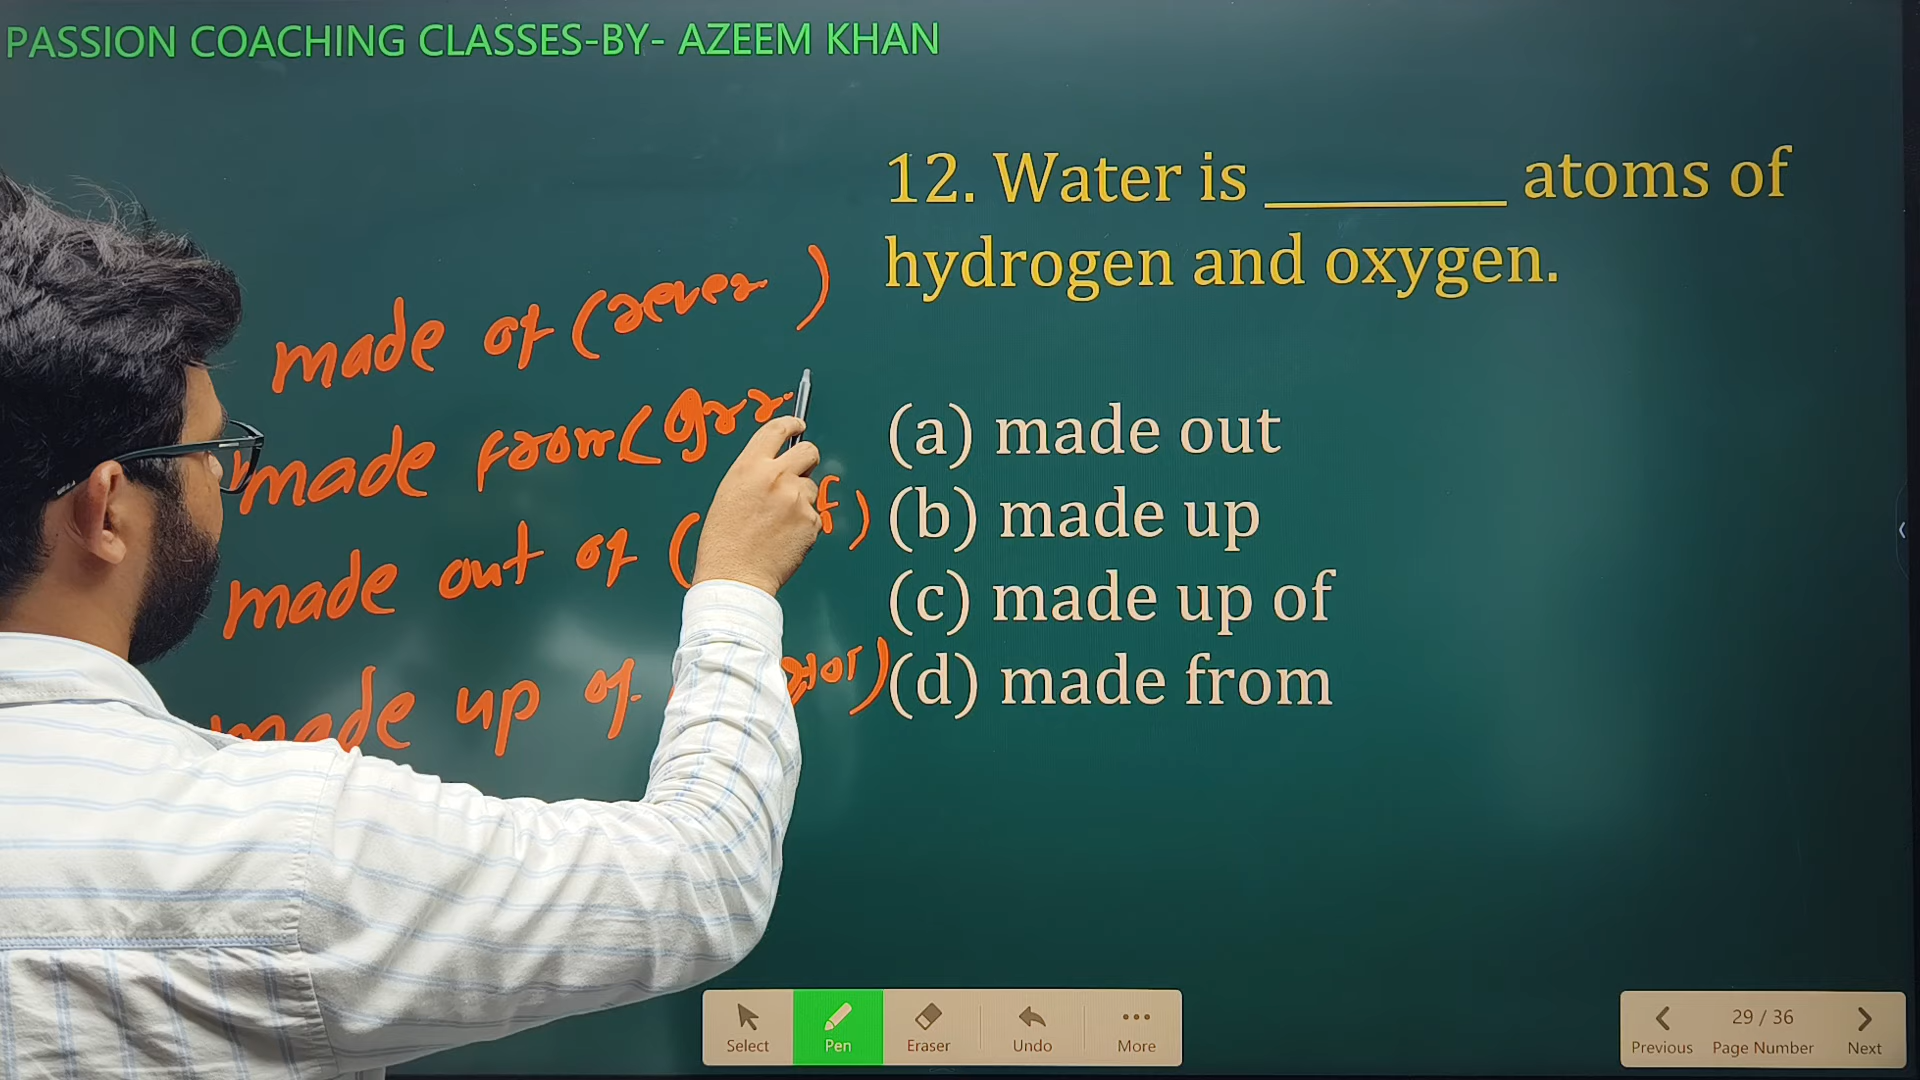 PASSION COACHING CLASSES-BY- AZEEM KHAN
12. Water is ________ atoms of
hydrogen and oxygen.
made of (
made from (
made out of (
made up of
(a) made out
(b) made up
(c) made up of
(d) made from
Select
Pen
Eraser
Undo
More
Previous
29 / 36
Page Number
Next